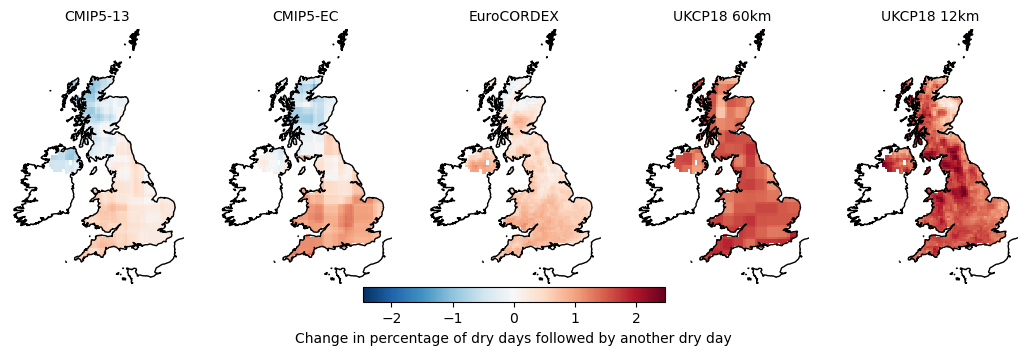 CMIP5-13 CMIP5-EC EuroCORDEX UKCP18 60km UKCP18 12km
−2 −1 0 1 2
Change in percentage of dry days followed by another dry day